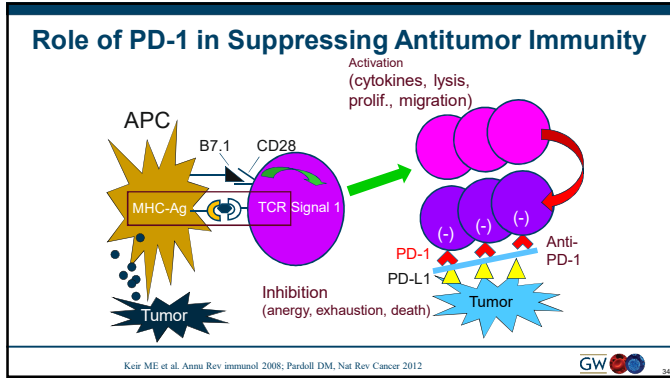 Role of PD-1 in Suppressing Antitumor Immunity
Activation
(cytokines, lysis,
prolif., migration)
APC
B7.1
CD28
MHC-Ag
TCR Signal 1
(-)
(-)
(-)
PD-1
Anti-
PD-1
PD-L1
Inhibition
(anergy, exhaustion, death)
Tumor
Tumor
Keir ME et al. Annu Rev immunol 2008; Pardoll DM, Nat Rev Cancer 2012
GW
34